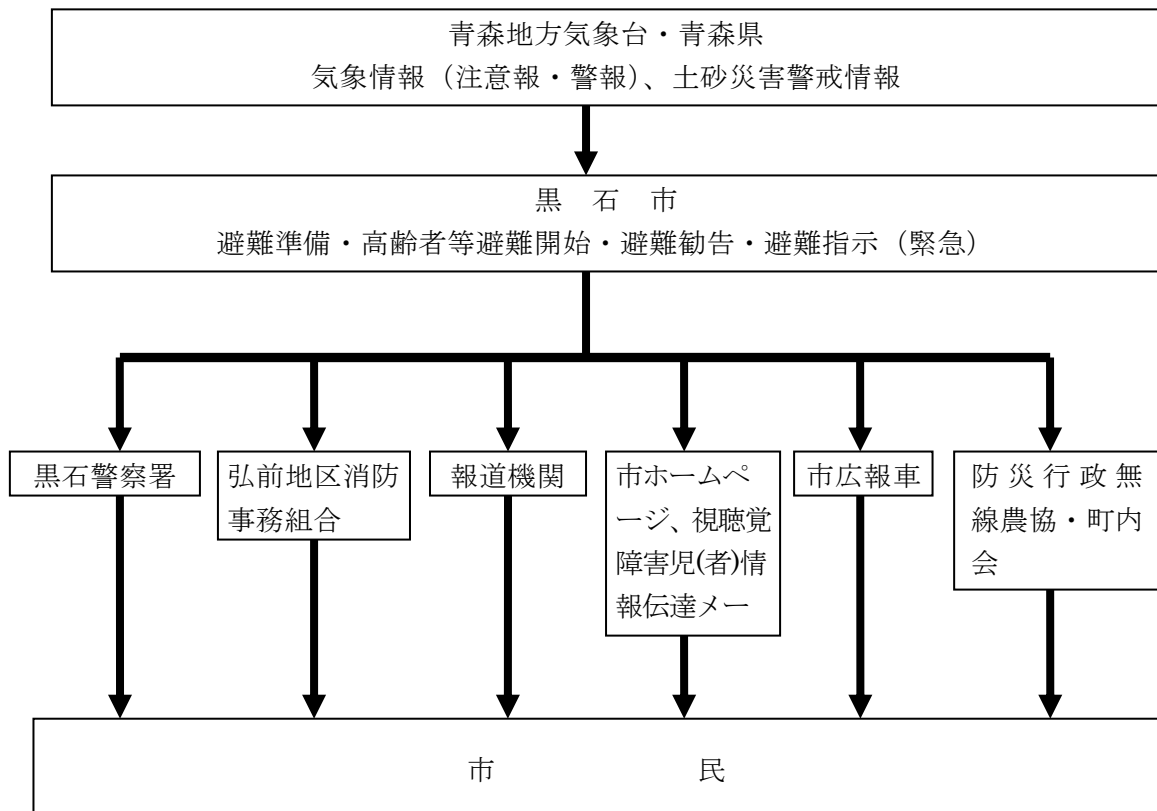 青森地方気象台・青森県
気象情報（注意報・警報）、土砂災害警戒情報
黒 石 市
避難準備・高齢者等避難開始・避難勧告・避難指示（緊急）
黒石警察署
弘前地区消防
事務組合
報道機関
市ホームペ
ージ、視聴覚
障害児(者)情
報伝達メー
市広報車
防災行政無
線農協・町内
会
市 民